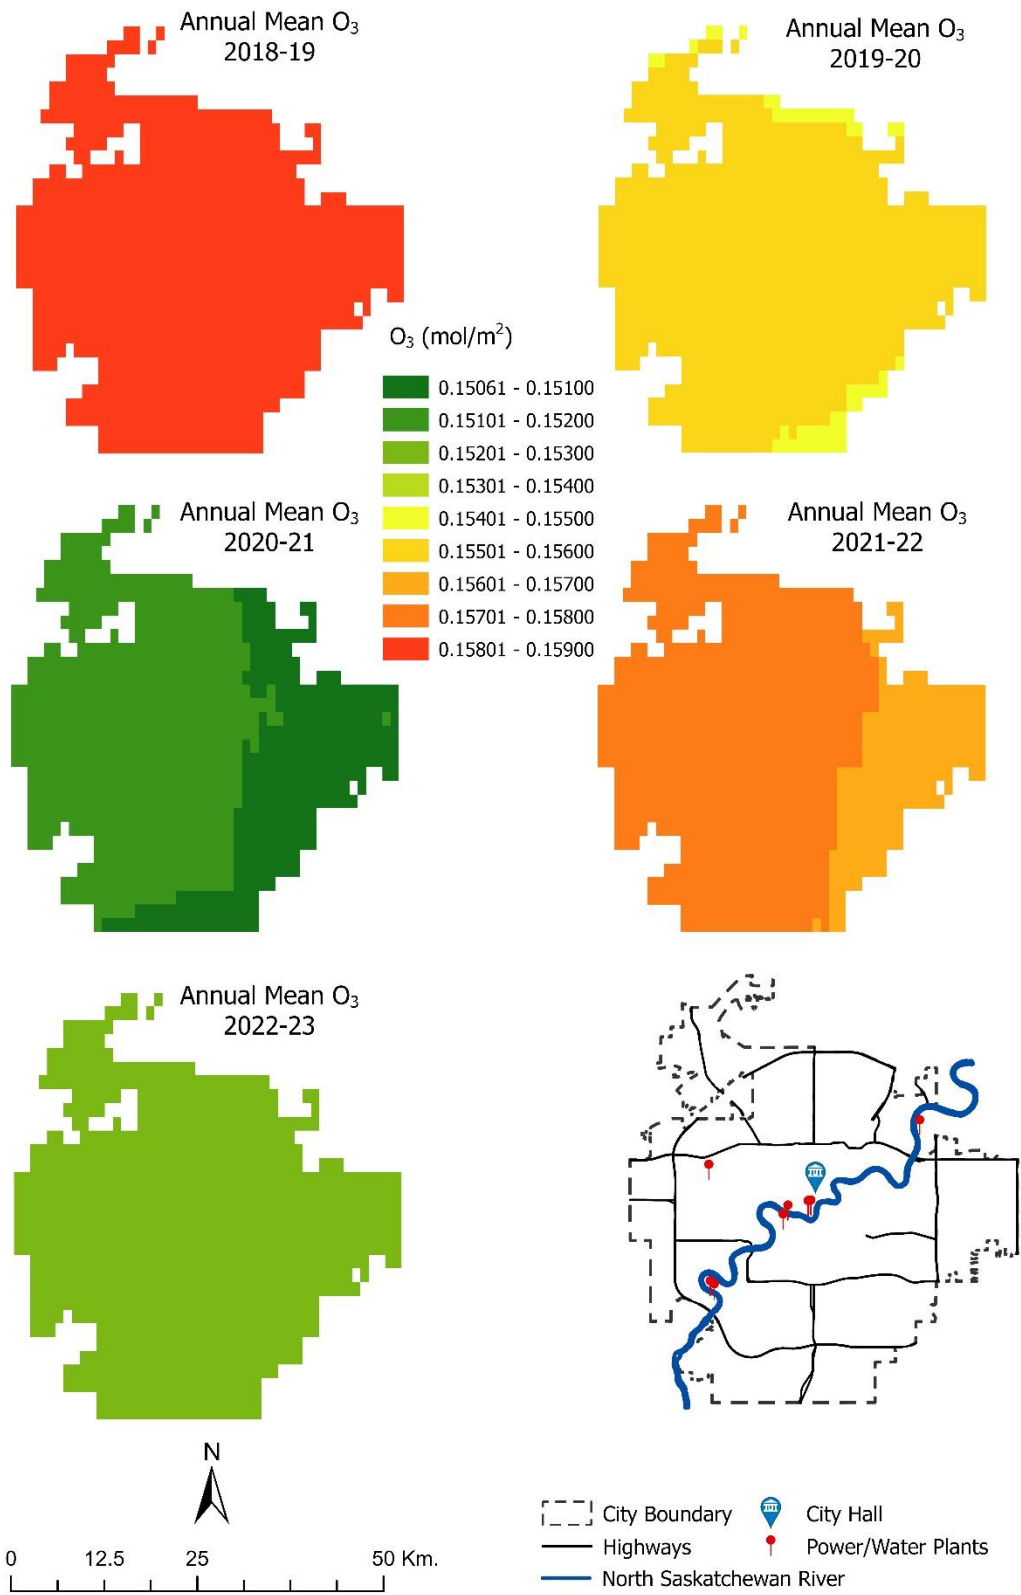 Annual Mean O₃
2018-19
Annual Mean O₃
2019-20
O₃ (mol/m²)
0.15061 - 0.15100
0.15101 - 0.15200
0.15201 - 0.15300
0.15301 - 0.15400
0.15401 - 0.15500
0.15501 - 0.15600
0.15601 - 0.15700
0.15701 - 0.15800
0.15801 - 0.15900
Annual Mean O₃
2020-21
Annual Mean O₃
2021-22
Annual Mean O₃
2022-23
N
0 12.5 25 50 Km.
City Boundary
City Hall
Highways
Power/Water Plants
North Saskatchewan River